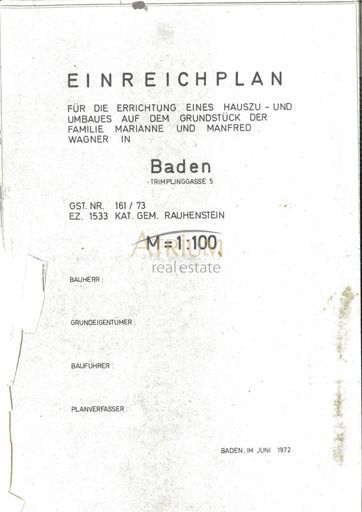 EINREICHPLAN
FÜR DIE ERRICHTUNG EINES HAUSZU-UND
UMBAUES AUF DEM GRUNDSTÜCK DER
FAMILIE MARIANNE UND MANFRED
WAGNER IN
Baden
TRIMPLINGGASSE 5
GST. NR. 161/73
EZ. 1533 KAT. GEM. RAUHENSTEIN
M=1:100
ATRIUM
real estate
BAUHERR:
GRUNDEIGENTÜMER:
BAUFÜHRER:
PLANVERFASSER:
BADEN, IM JUNI 1972